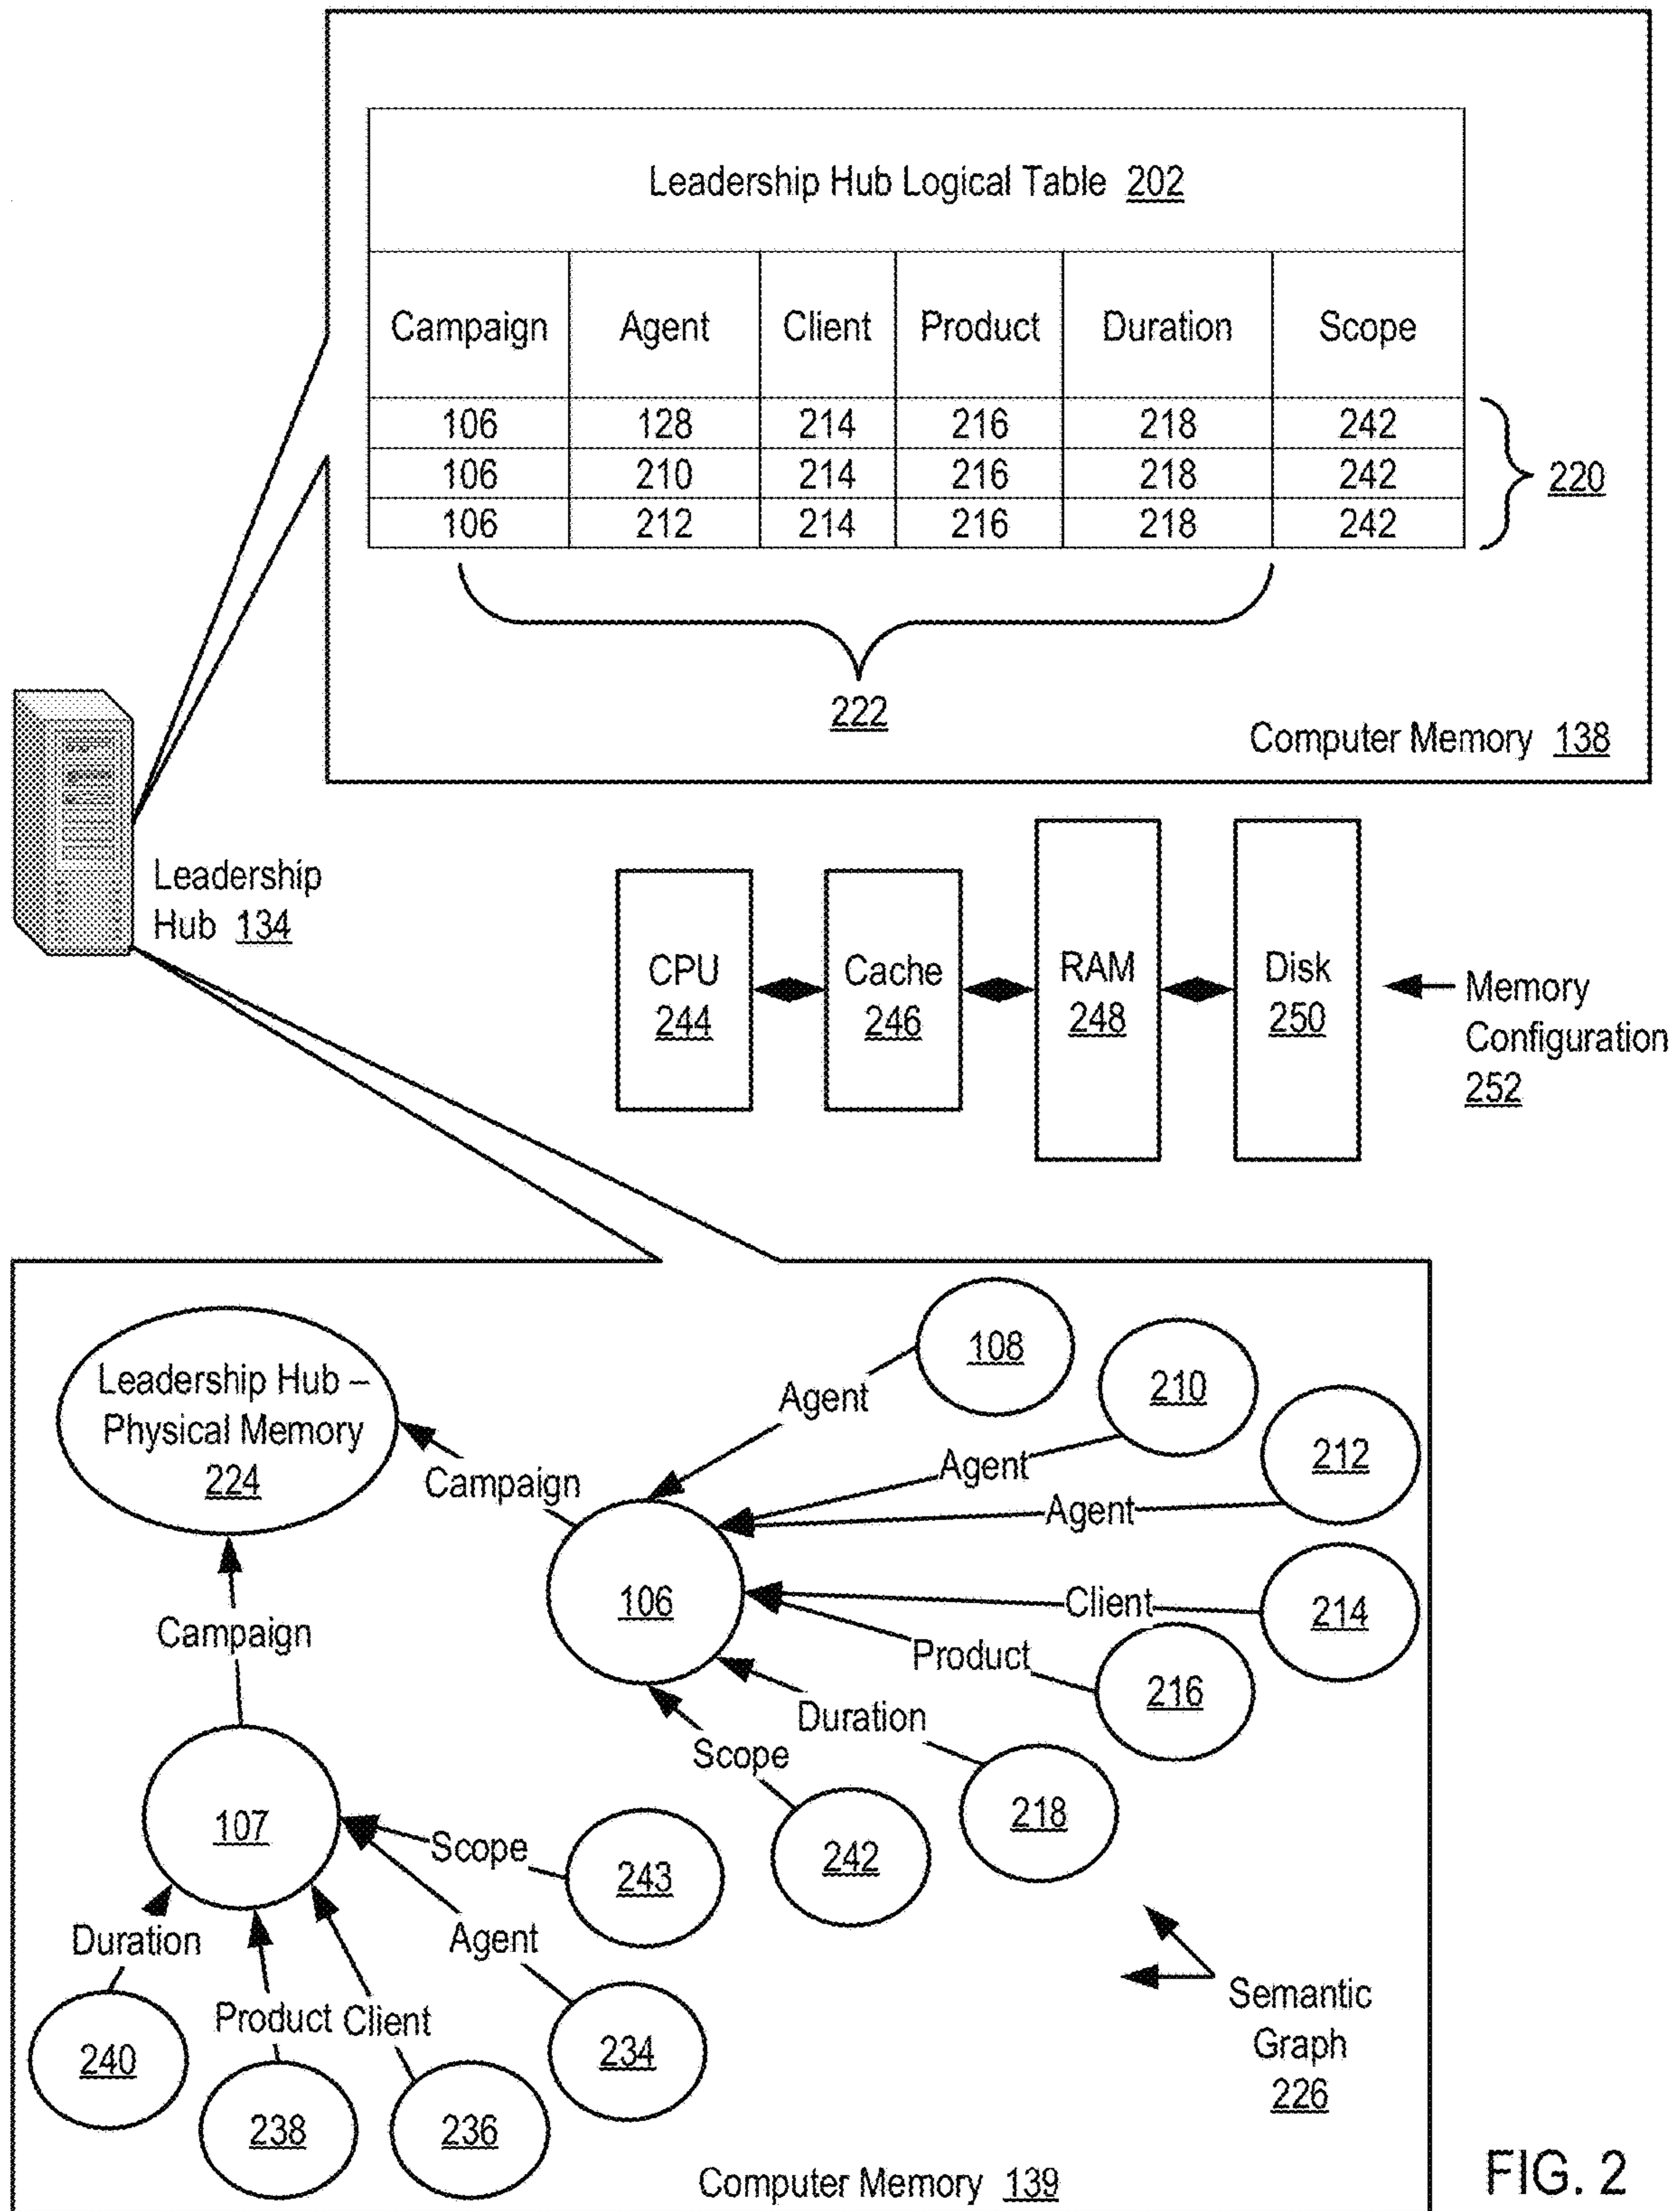 Leadership Hub Logical Table 202
Campaign Agent Client Product Duration Scope
106 128 214 216 218 242
106 210 214 216 218 242
106 212 214 216 218 242
220
222
Computer Memory 138
Leadership
Hub 134
CPU
244
Cache
246
RAM
248
Disk
250
Memory
Configuration
252
Leadership Hub –
Physical Memory
224
Campaign
Campaign
106
Agent
108
Agent
210
Agent
212
Client
214
Product
216
Duration
218
Scope
242
107
Scope
243
Agent
234
Client
236
Product
238
Duration
240
Semantic
Graph
226
Computer Memory 139
FIG. 2